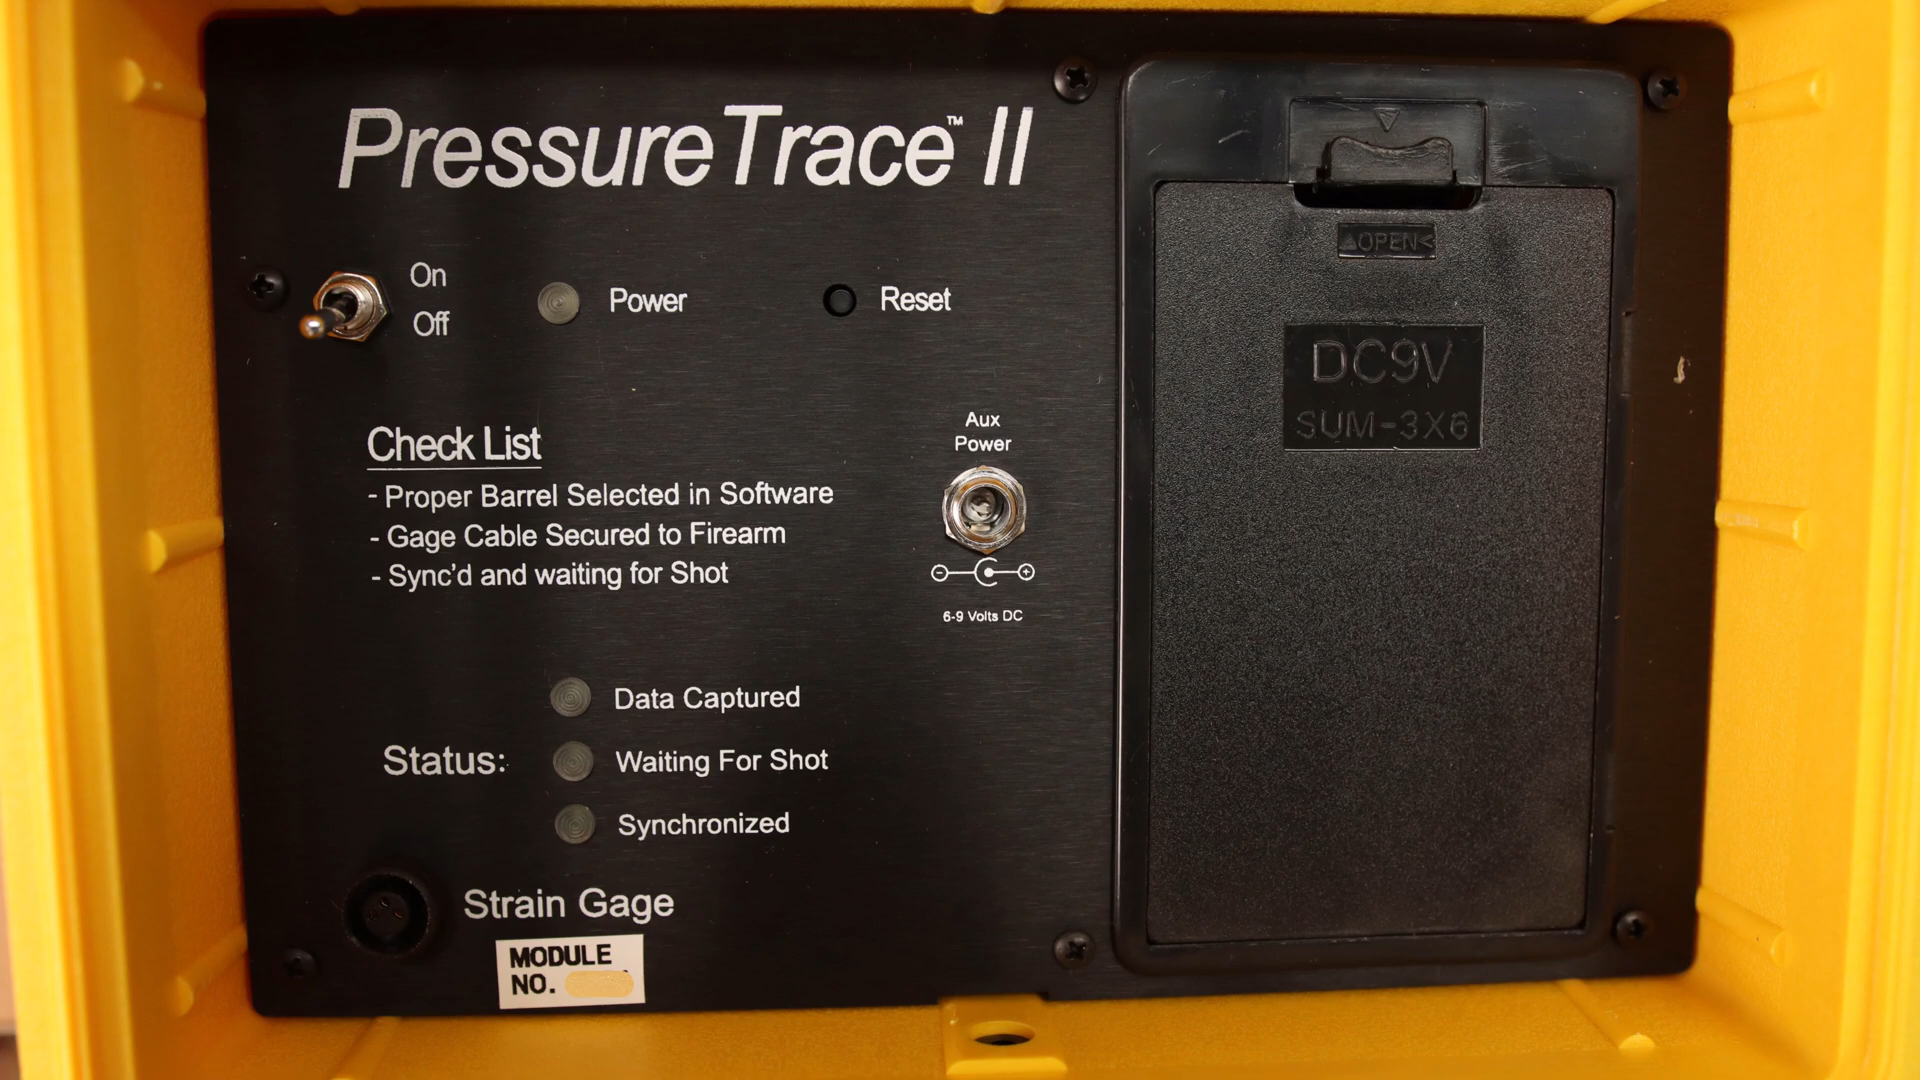 PressureTrace™ II
On
Off
Power
Reset
▲OPEN<
DC9V
SUM-3X6
Check List
- Proper Barrel Selected in Software
- Gage Cable Secured to Firearm
- Sync'd and waiting for Shot
Aux
Power
6-9 Volts DC
Status:
Data Captured
Waiting For Shot
Synchronized
Strain Gage
MODULE
NO.